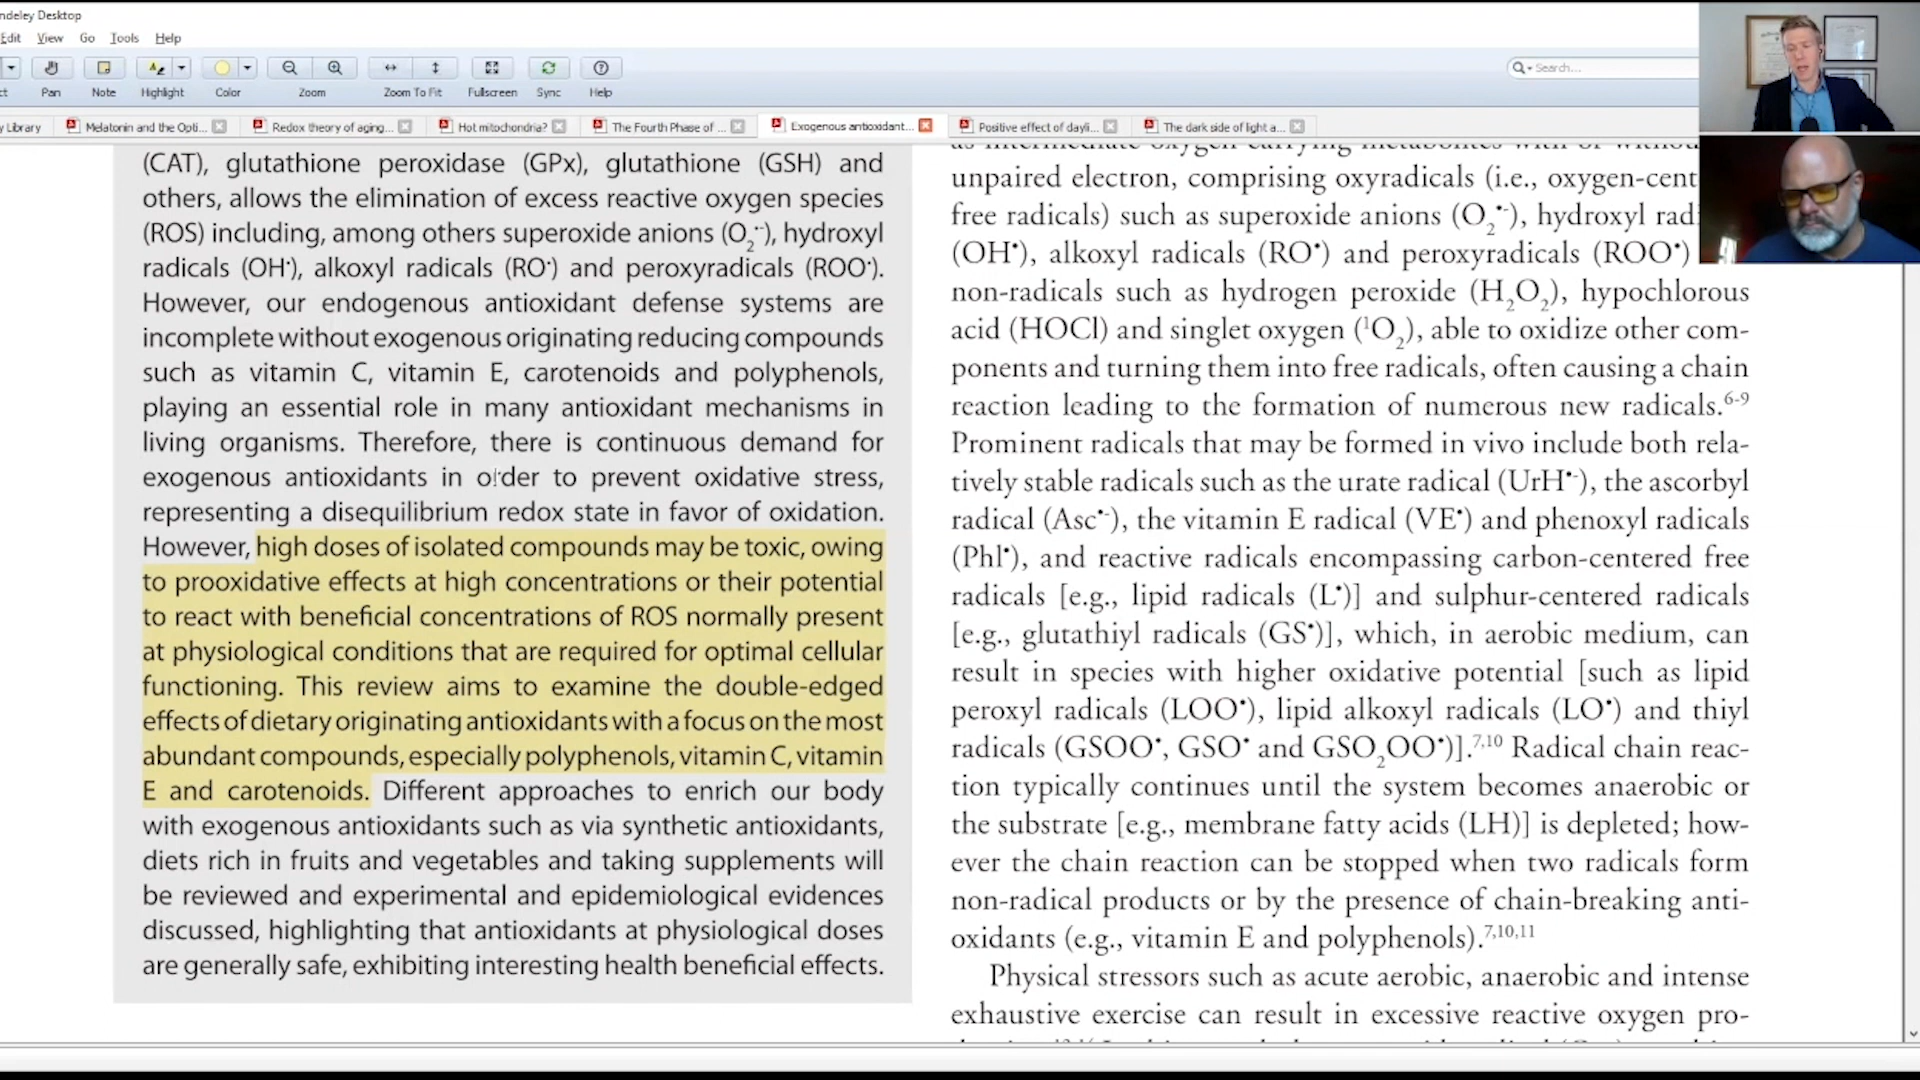 ndeley Desktop
Edit View Go Tools Help
ct Pan Note Highlight Color Zoom Zoom To Fit Fullscreen Sync Help
Search...
y Library Melatonin and the Opti... Redox theory of aging... Hot mitochondria? The Fourth Phase of ... Exogenous antioxidant... Positive effect of dayli... The dark side of light a...
(CAT), glutathione peroxidase (GPx), glutathione (GSH) and
others, allows the elimination of excess reactive oxygen species
(ROS) including, among others superoxide anions (O₂•-), hydroxyl
radicals (OH•), alkoxyl radicals (RO•) and peroxyradicals (ROO•).
However, our endogenous antioxidant defense systems are
incomplete without exogenous originating reducing compounds
such as vitamin C, vitamin E, carotenoids and polyphenols,
playing an essential role in many antioxidant mechanisms in
living organisms. Therefore, there is continuous demand for
exogenous antioxidants in order to prevent oxidative stress,
representing a disequilibrium redox state in favor of oxidation.
However, high doses of isolated compounds may be toxic, owing
to prooxidative effects at high concentrations or their potential
to react with beneficial concentrations of ROS normally present
at physiological conditions that are required for optimal cellular
functioning. This review aims to examine the double-edged
effects of dietary originating antioxidants with a focus on the most
abundant compounds, especially polyphenols, vitamin C, vitamin
E and carotenoids. Different approaches to enrich our body
with exogenous antioxidants such as via synthetic antioxidants,
diets rich in fruits and vegetables and taking supplements will
be reviewed and experimental and epidemiological evidences
discussed, highlighting that antioxidants at physiological doses
are generally safe, exhibiting interesting health beneficial effects.
as intermediate oxygen carrying metabolites with or withou
unpaired electron, comprising oxyradicals (i.e., oxygen-cent
free radicals) such as superoxide anions (O₂•-), hydroxyl radi
(OH•), alkoxyl radicals (RO•) and peroxyradicals (ROO•)
non-radicals such as hydrogen peroxide (H₂O₂), hypochlorous
acid (HOCl) and singlet oxygen (¹O₂), able to oxidize other com-
ponents and turning them into free radicals, often causing a chain
reaction leading to the formation of numerous new radicals.⁶⁻⁹
Prominent radicals that may be formed in vivo include both rela-
tively stable radicals such as the urate radical (UrH•-), the ascorbyl
radical (Asc•-), the vitamin E radical (VE•) and phenoxyl radicals
(Phl•), and reactive radicals encompassing carbon-centered free
radicals [e.g., lipid radicals (L•)] and sulphur-centered radicals
[e.g., glutathiyl radicals (GS•)], which, in aerobic medium, can
result in species with higher oxidative potential [such as lipid
peroxyl radicals (LOO•), lipid alkoxyl radicals (LO•) and thiyl
radicals (GSOO•, GSO• and GSO₂OO•)].⁷,¹⁰ Radical chain reac-
tion typically continues until the system becomes anaerobic or
the substrate [e.g., membrane fatty acids (LH)] is depleted; how-
ever the chain reaction can be stopped when two radicals form
non-radical products or by the presence of chain-breaking anti-
oxidants (e.g., vitamin E and polyphenols).⁷,¹⁰,¹¹
Physical stressors such as acute aerobic, anaerobic and intense
exhaustive exercise can result in excessive reactive oxygen pro-